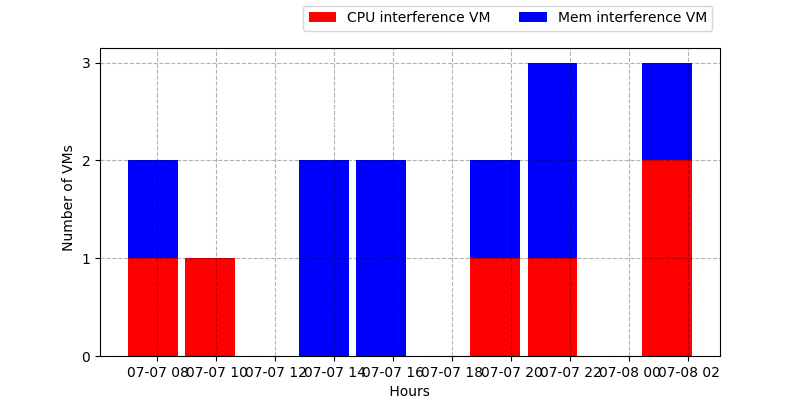 CPU interference VM Mem interference VM
3
2
1
0
Number of VMs
07-07 08 07-07 10 07-07 12 07-07 14 07-07 16 07-07 18 07-07 20 07-07 22 07-08 00 07-08 02
Hours